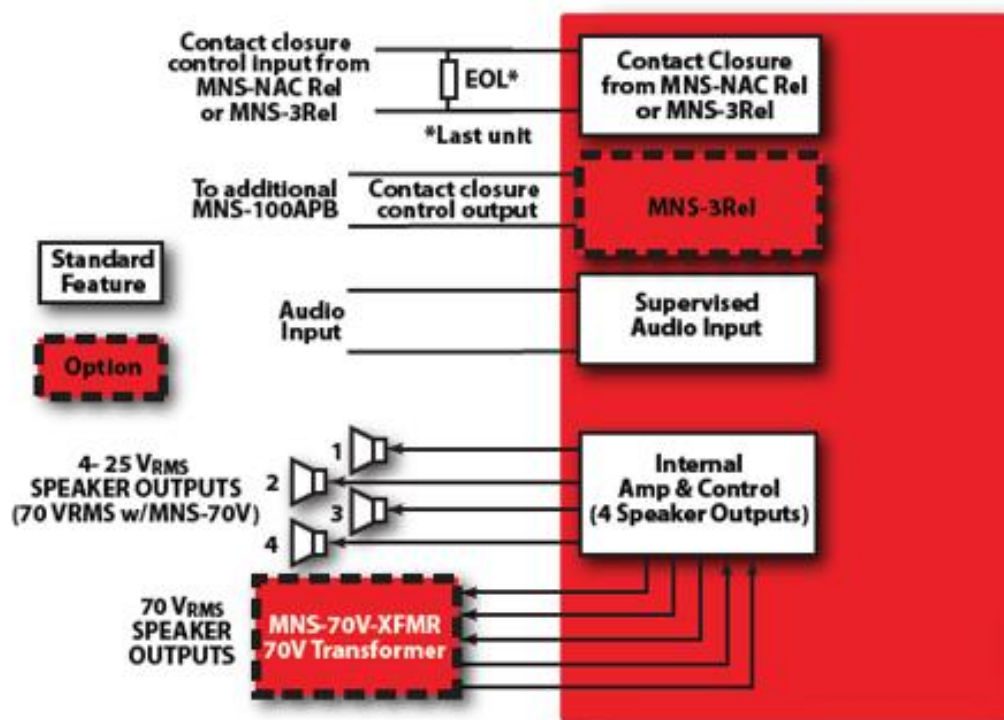 Contact closure
control input from
MNS-NAC Rel
or MNS-3Rel
EOL*
*Last unit
Contact Closure
from MNS-NAC Rel
or MNS-3Rel
To additional
MNS-100APB
Contact closure
control output
MNS-3Rel
Standard
Feature
Option
Audio
Input
Supervised
Audio Input
4- 25 VRMS
SPEAKER OUTPUTS
(70 VRMS w/MNS-70V)
1
2
3
4
Internal
Amp & Control
(4 Speaker Outputs)
70 VRMS
SPEAKER
OUTPUTS
MNS-70V-XFMR
70V Transformer